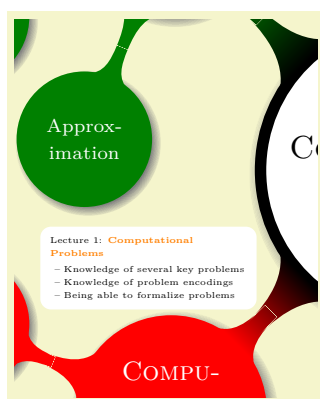 Approx-
imation
Co
Lecture 1: Computational
Problems
– Knowledge of several key problems
– Knowledge of problem encodings
– Being able to formalize problems
COMPU-